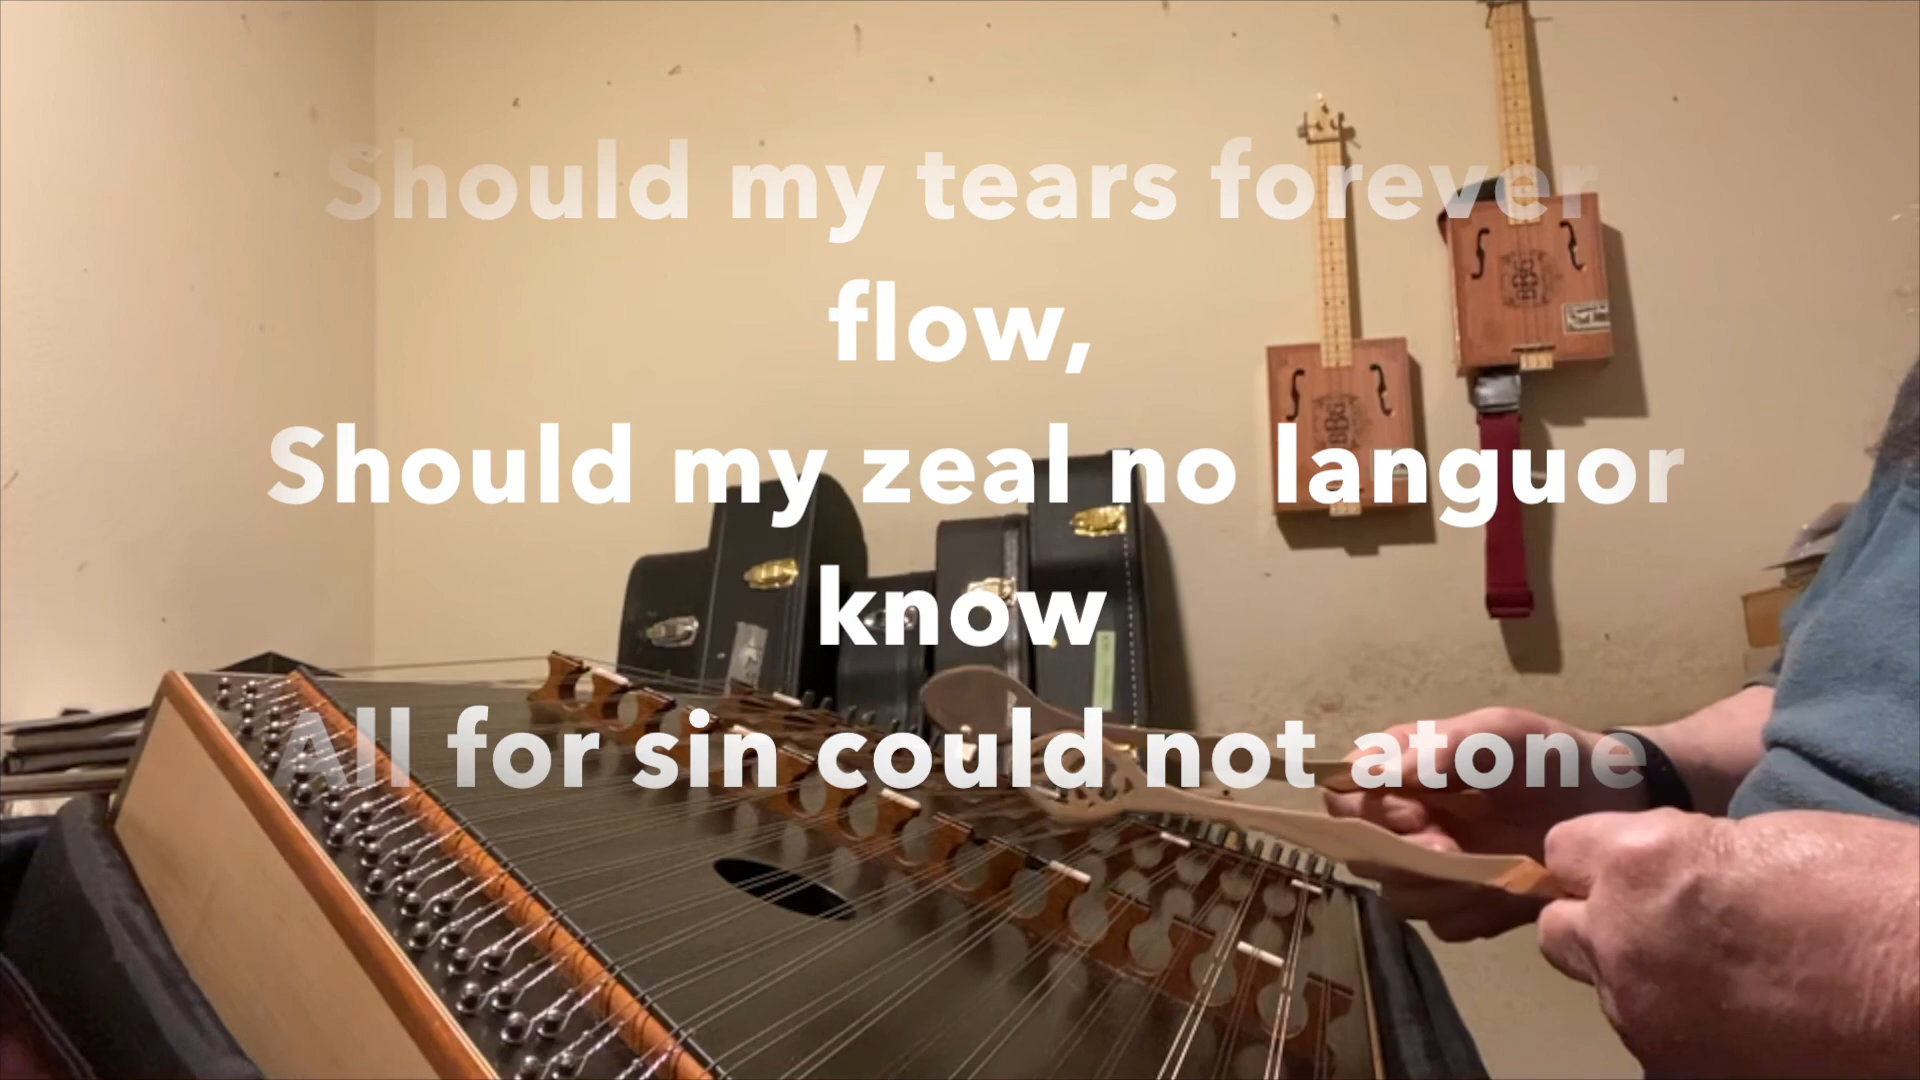 Should my tears forever
flow,
Should my zeal no languor
know
All for sin could not atone